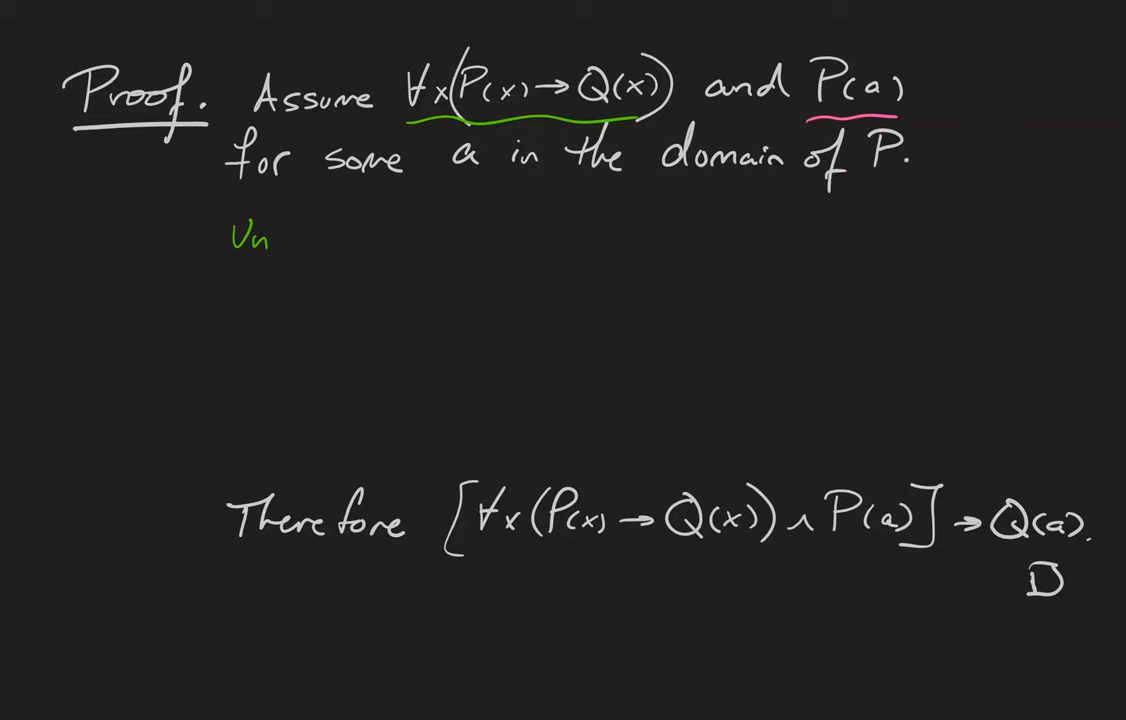 Proof. Assume ∀x(P(x)→Q(x)) and P(a)
for some a in the domain of P.
Un
Therefore [∀x(P(x)→Q(x))∧P(a)]→Q(a).
□